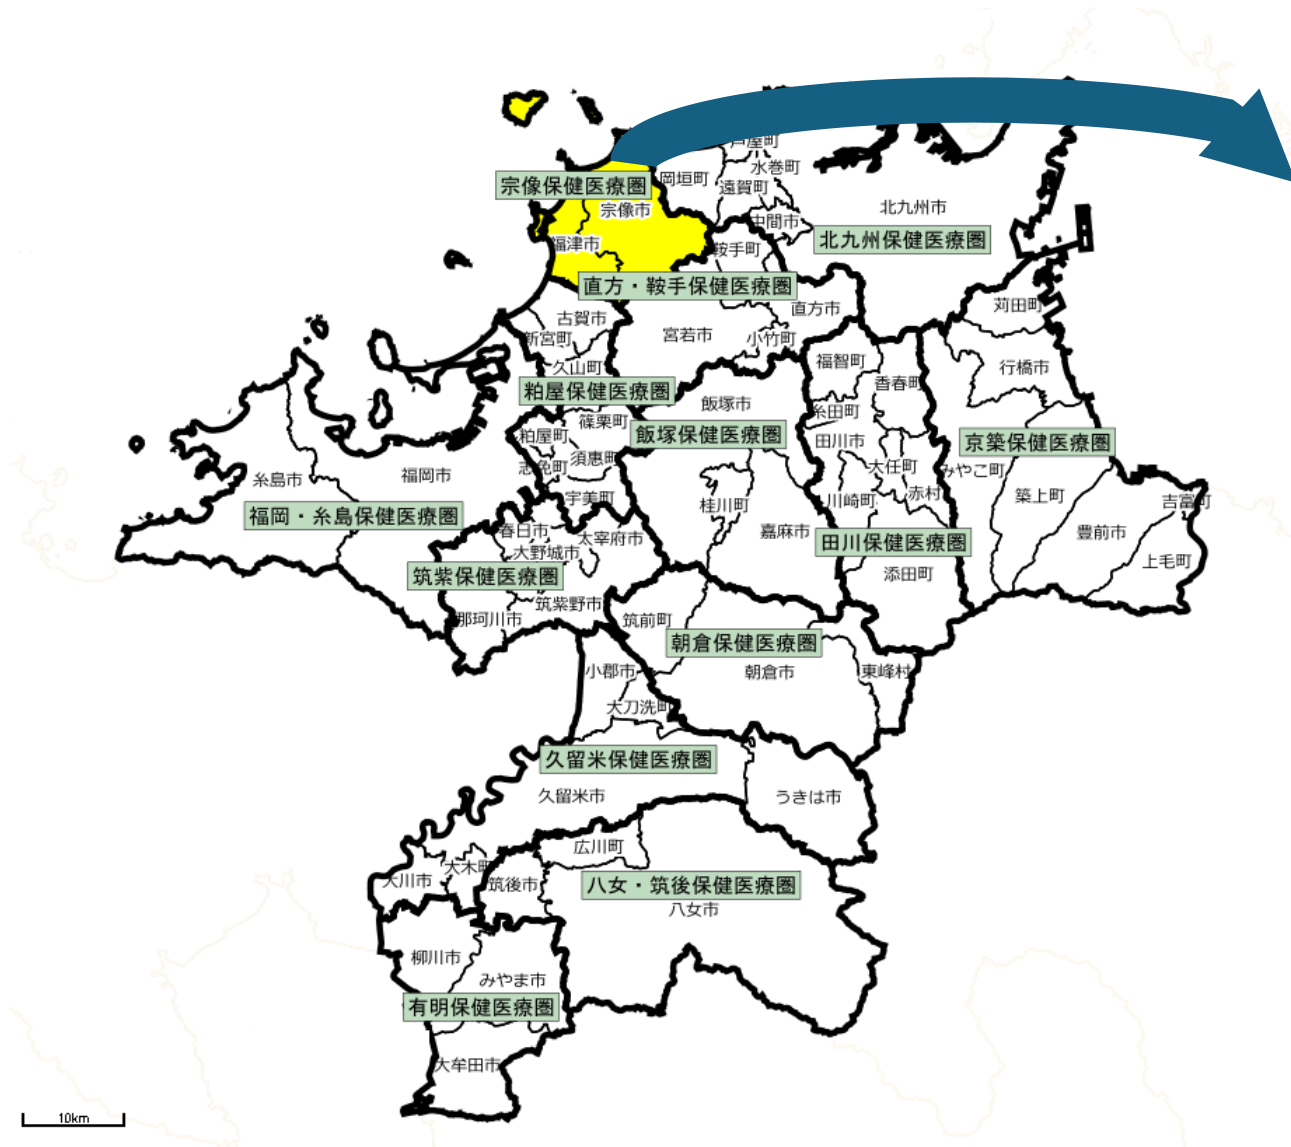 芦屋町
水巻町
岡垣町
遠賀町
宗像保健医療圏
宗像市
北九州市
中間市
北九州保健医療圏
福津市
鞍手町
直方・鞍手保健医療圏
苅田町
直方市
古賀市
新宮町
宮若市
小竹町
久山町
福智町
行橋市
香春町
粕屋保健医療圏
飯塚市
糸田町
篠栗町
粕屋町
飯塚保健医療圏
田川市
京築保健医療圏
須惠町
志免町
大任町
みやこ町
福岡市
糸島市
宇美町
桂川町
川崎町
赤村
築上町
吉富町
福岡・糸島保健医療圏
春日市
太宰府市
嘉麻市
田川保健医療圏
豊前市
大野城市
上毛町
筑紫保健医療圏
添田町
筑紫野市
那珂川市
筑前町
朝倉保健医療圏
小郡市
朝倉市
東峰村
大刀洗町
久留米保健医療圏
久留米市
うきは市
広川町
大木町
大川市
筑後市
八女・筑後保健医療圏
八女市
柳川市
みやま市
有明保健医療圏
大牟田市
10km